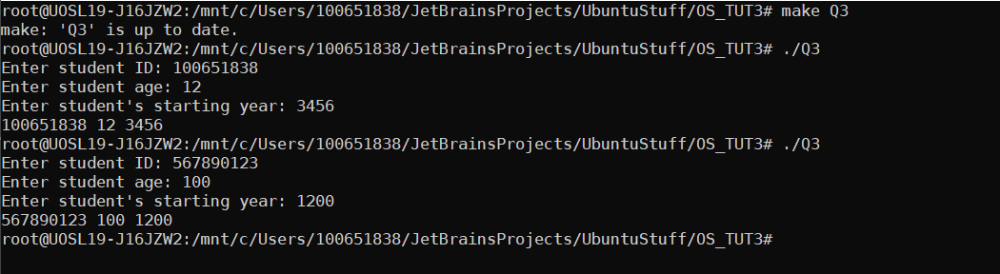 root@UOSL19-J16JZW2:/mnt/c/Users/100651838/JetBrainsProjects/UbuntuStuff/OS_TUT3# make Q3
make: 'Q3' is up to date.
root@UOSL19-J16JZW2:/mnt/c/Users/100651838/JetBrainsProjects/UbuntuStuff/OS_TUT3# ./Q3
Enter student ID: 100651838
Enter student age: 12
Enter student's starting year: 3456
100651838 12 3456
root@UOSL19-J16JZW2:/mnt/c/Users/100651838/JetBrainsProjects/UbuntuStuff/OS_TUT3# ./Q3
Enter student ID: 567890123
Enter student age: 100
Enter student's starting year: 1200
567890123 100 1200
root@UOSL19-J16JZW2:/mnt/c/Users/100651838/JetBrainsProjects/UbuntuStuff/OS_TUT3#